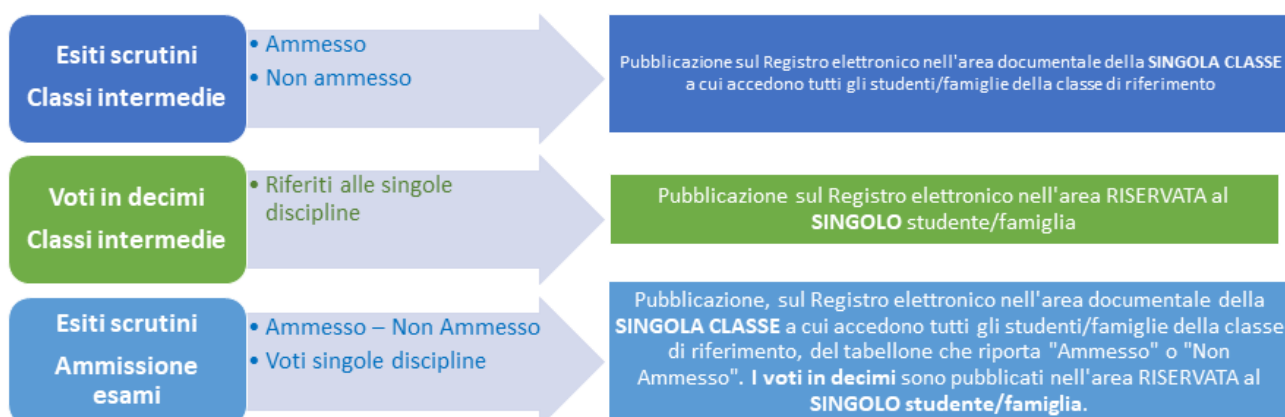 Esiti scrutini
Classi intermedie
• Ammesso
• Non ammesso
Pubblicazione sul Registro elettronico nell'area documentale della SINGOLA CLASSE
a cui accedono tutti gli studenti/famiglie della classe di riferimento
Voti in decimi
Classi intermedie
• Riferiti alle singole
discipline
Pubblicazione sul Registro elettronico nell'area RISERVATA al
SINGOLO studente/famiglia
Esiti scrutini
Ammissione
esami
• Ammesso – Non Ammesso
• Voti singole discipline
Pubblicazione, sul Registro elettronico nell'area documentale della
SINGOLA CLASSE a cui accedono tutti gli studenti/famiglie della classe
di riferimento, del tabellone che riporta "Ammesso" o "Non
Ammesso". I voti in decimi sono pubblicati nell'area RISERVATA al
SINGOLO studente/famiglia.